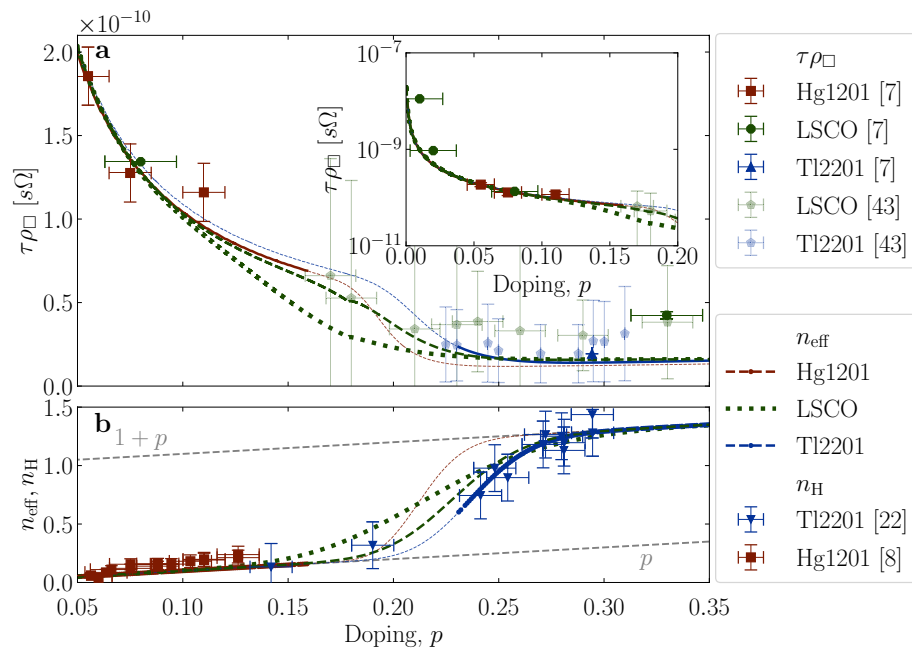 ×10⁻¹⁰
a
2.0
1.5
1.0
0.5
0.0
τρ□ [sΩ]
10⁻⁷
10⁻⁹
10⁻¹¹
τρ□ [sΩ]
0.00 0.05 0.10 0.15 0.20
Doping, p
b
1.5
1.0
0.5
0.0
n_eff, n_H
1 + p
p
0.05 0.10 0.15 0.20 0.25 0.30 0.35
Doping, p
τρ□
Hg1201 [7]
LSCO [7]
Tl2201 [7]
LSCO [43]
Tl2201 [43]
n_eff
Hg1201
LSCO
Tl2201
n_H
Tl2201 [22]
Hg1201 [8]